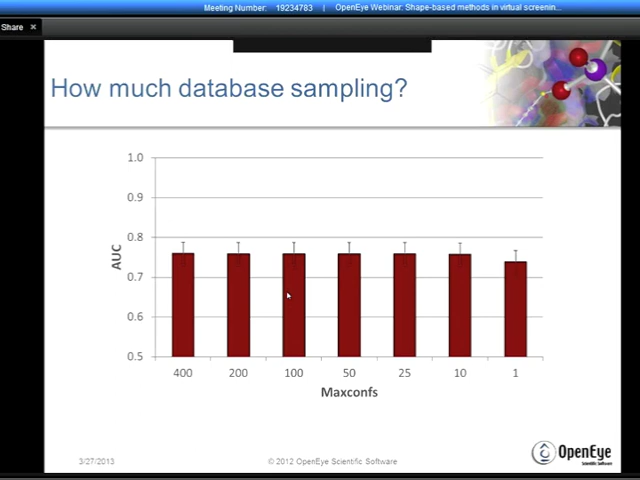 Meeting Number: 19234783 | OpenEye Webinar: Shape-based methods in virtual screenin...
Share ×
How much database sampling?
1.0
0.9
0.8
0.7
0.6
0.5
AUC
400 200 100 50 25 10 1
Maxconfs
3/27/2013 © 2012 OpenEye Scientific Software
OpenEye
Scientific Software